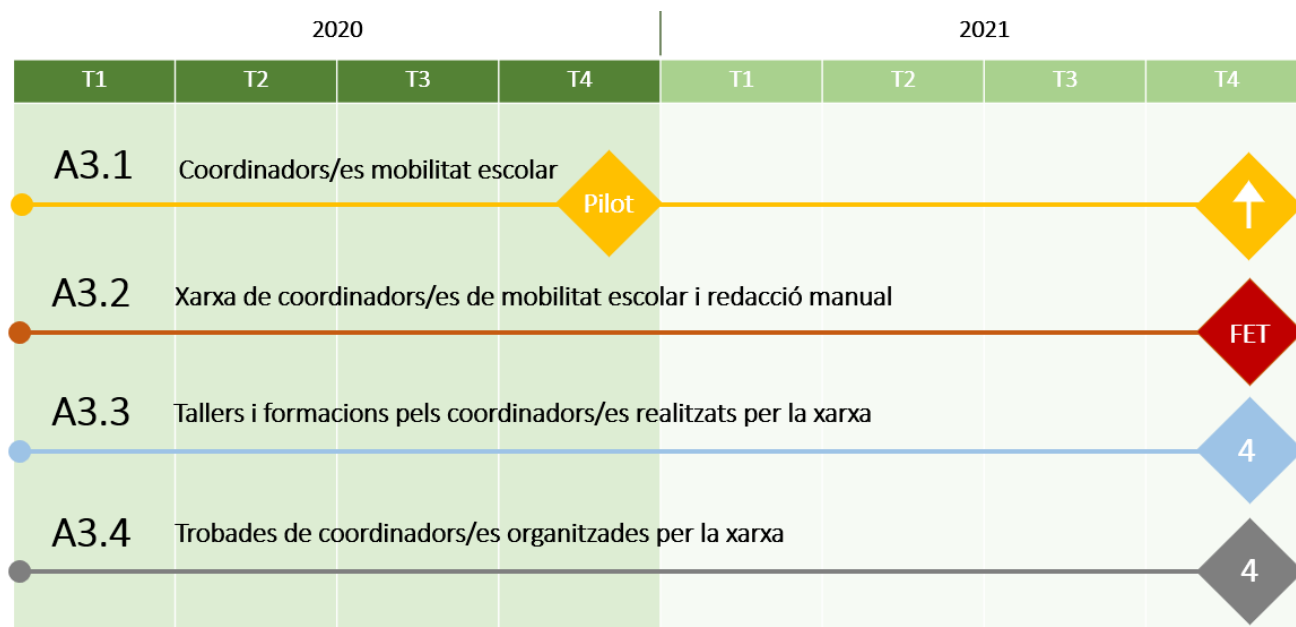 2020
2021
T1 T2 T3 T4 T1 T2 T3 T4
A3.1 Coordinadors/es mobilitat escolar
Pilot
A3.2 Xarxa de coordinadors/es de mobilitat escolar i redacció manual
FET
A3.3 Tallers i formacions pels coordinadors/es realitzats per la xarxa
4
A3.4 Trobades de coordinadors/es organitzades per la xarxa
4